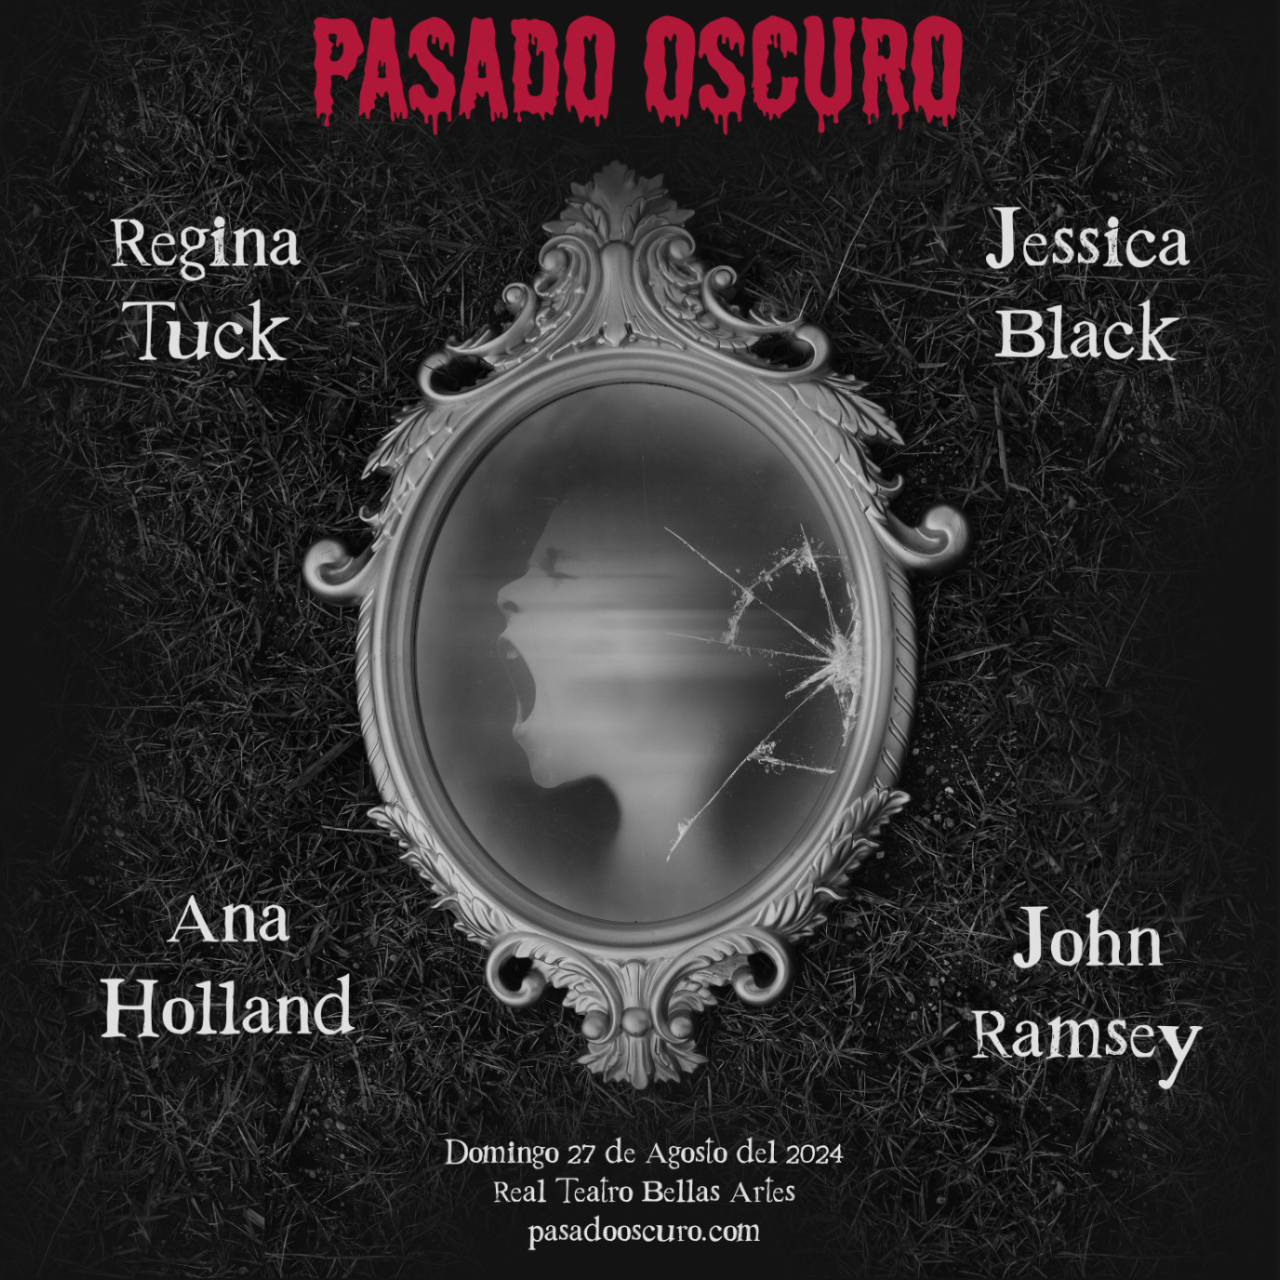 PASADO OSCURO
Regina
Tuck
Jessica
Black
Ana
Holland
John
Ramsey
Domingo 27 de Agosto del 2024
Real Teatro Bellas Artes
pasadooscuro.com